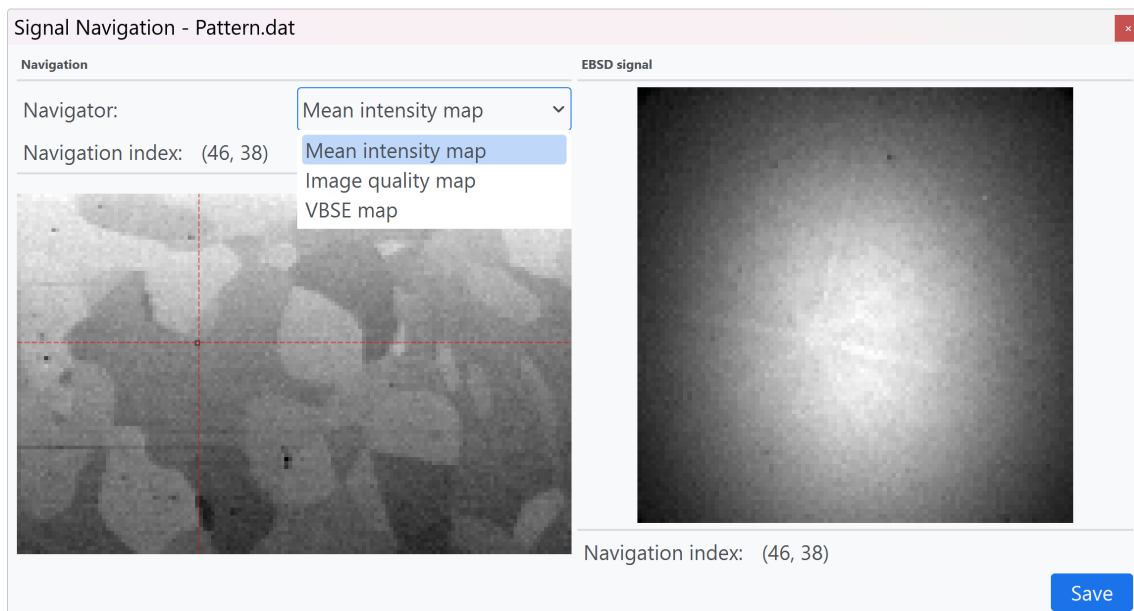 Signal Navigation - Pattern.dat
×
Navigation
Navigator:
Mean intensity map
Mean intensity map
Image quality map
VBSE map
Navigation index: (46, 38)
EBSD signal
Navigation index: (46, 38)
Save